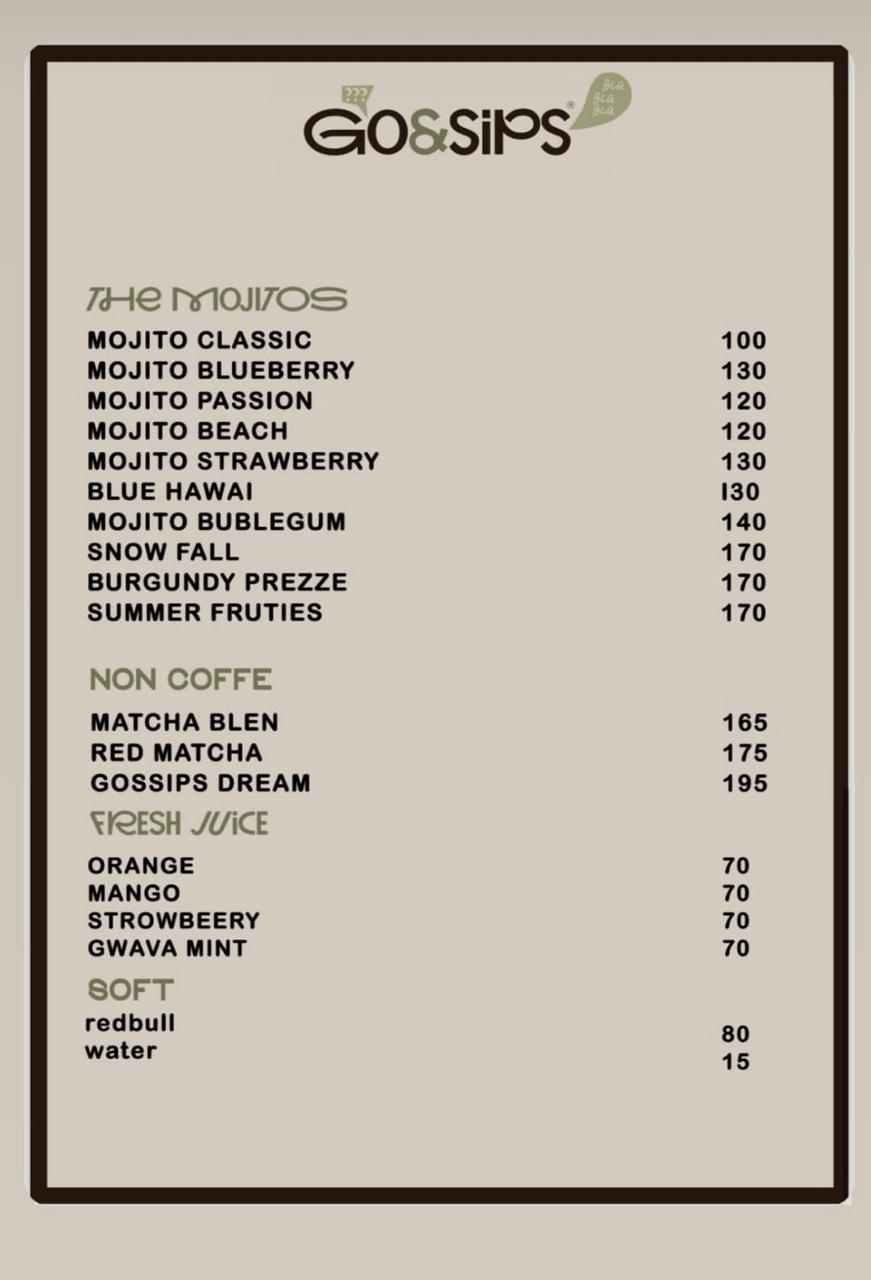 ???
GO&SiPS®
BLa
BLa
BLa
THe MOJITOS
MOJITO CLASSIC 100
MOJITO BLUEBERRY 130
MOJITO PASSION 120
MOJITO BEACH 120
MOJITO STRAWBERRY 130
BLUE HAWAI I30
MOJITO BUBLEGUM 140
SNOW FALL 170
BURGUNDY PREZZE 170
SUMMER FRUTIES 170
NON COFFE
MATCHA BLEN 165
RED MATCHA 175
GOSSIPS DREAM 195
FRESH JUiCE
ORANGE 70
MANGO 70
STROWBEERY 70
GWAVA MINT 70
SOFT
redbull 80
water 15